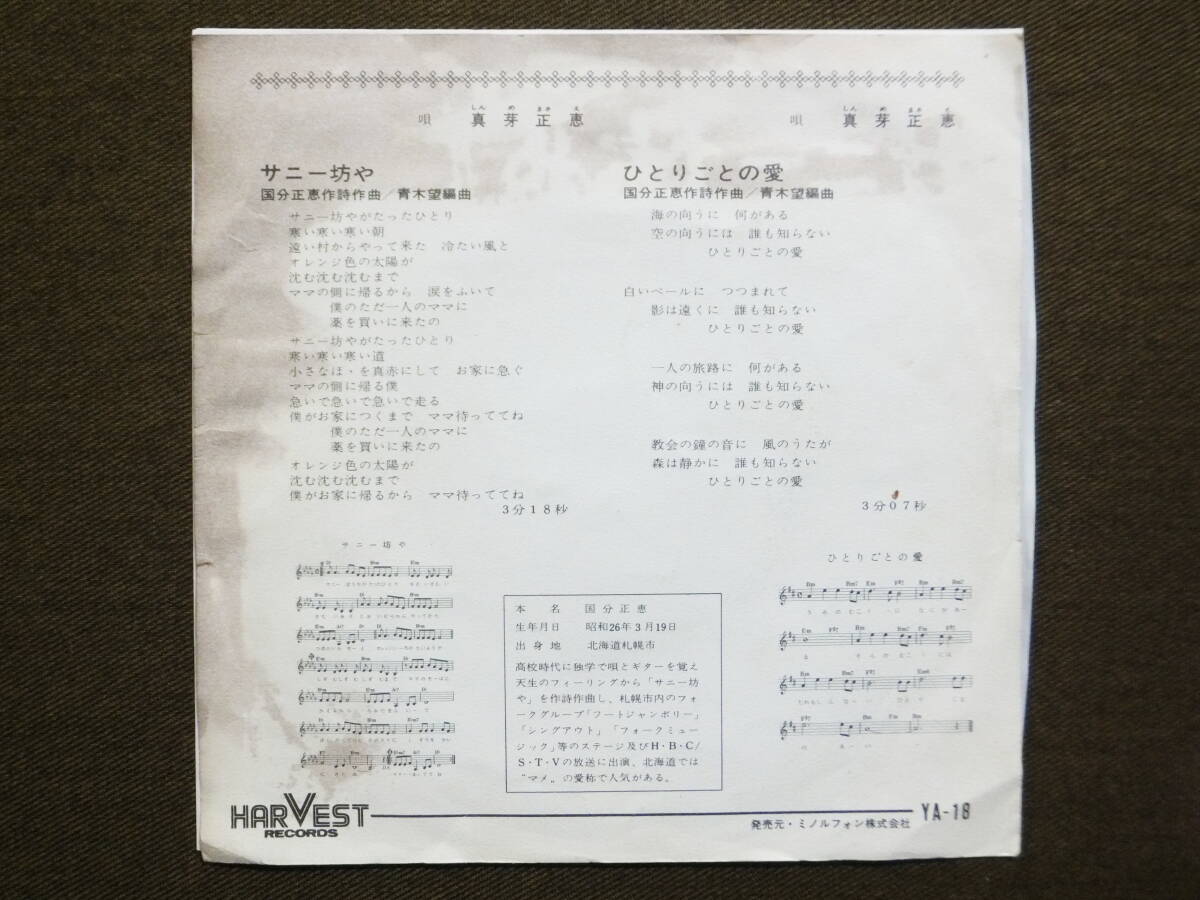 しん め まさ え
唄 真芽正恵
サニー坊や
国分正恵作詩作曲／青木望編曲
サニー坊やがたったひとり
寒い寒い寒い朝
遠い村からやって来た 冷たい風と
オレンジ色の太陽が
沈む沈む沈むまで
ママの側に帰るから 涙をふいて
僕のただ一人のママに
薬を買いに来たの
サニー坊やがたったひとり
寒い寒い寒い道
小さなほ・を真赤にして お家に急ぐ
ママの側に帰る僕
急いで急いで急いで走る
僕がお家につくまで ママ待っててね
僕のただ一人のママに
薬を買いに来たの
オレンジ色の太陽が
沈む沈む沈むまで
僕がお家に帰るから ママ待っててね
3分18秒
しん め まさ え
唄 真芽正恵
ひとりごとの愛
国分正恵作詩作曲／青木望編曲
海の向うに 何がある
空の向うには 誰も知らない
ひとりごとの愛
白いベールに つつまれて
影は遠くに 誰も知らない
ひとりごとの愛
一人の旅路に 何がある
神の向うには 誰も知らない
ひとりごとの愛
教会の鐘の音に 風のうたが
森は静かに 誰も知らない
ひとりごとの愛
3分07秒
サニー坊や
本名 国分正恵
生年月日 昭和26年3月19日
出身地 北海道札幌市
高校時代に独学で唄とギターを覚え
天生のフィーリングから「サニー坊
や」を作詩作曲し、札幌市内のフォ
ークグループ「フートジャンボリー」
「シングアウト」「フォークミュー
ジック」等のステージ及びH・B・C/
S・T・Vの放送に出演、北海道では
"マメ〟の愛称で人気がある。
ひとりごとの愛
HARVEST
RECORDS
発売元・ミノルフォン株式会社
YA-18